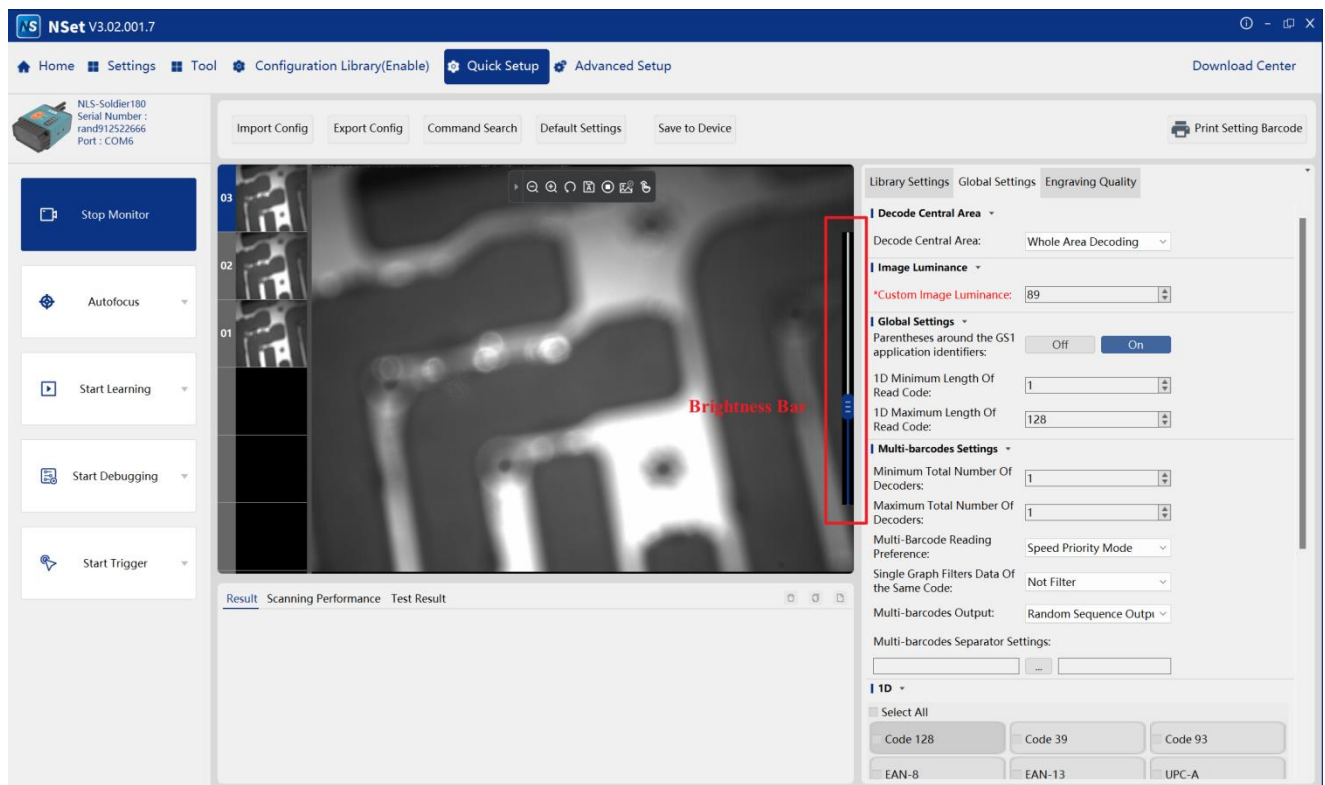 NS NSet V3.02.001.7
Home Settings Tool Configuration Library(Enable) Quick Setup Advanced Setup Download Center
NLS-Soldier180
Serial Number :
rand912522666
Port : COM6
Import Config Export Config Command Search Default Settings Save to Device Print Setting Barcode
Stop Monitor
Autofocus
Start Learning
Start Debugging
Start Trigger
03
02
01
Brightness Bar
Result Scanning Performance Test Result
Library Settings Global Settings Engraving Quality
Decode Central Area
Decode Central Area: Whole Area Decoding
Image Luminance
*Custom Image Luminance: 89
Global Settings
Parentheses around the GS1
application identifiers: Off On
1D Minimum Length Of
Read Code: 1
1D Maximum Length Of
Read Code: 128
Multi-barcodes Settings
Minimum Total Number Of
Decoders: 1
Maximum Total Number Of
Decoders: 1
Multi-Barcode Reading
Preference: Speed Priority Mode
Single Graph Filters Data Of
the Same Code: Not Filter
Multi-barcodes Output: Random Sequence Outpu
Multi-barcodes Separator Settings:
...
1D
Select All
Code 128 Code 39 Code 93
EAN-8 EAN-13 UPC-A